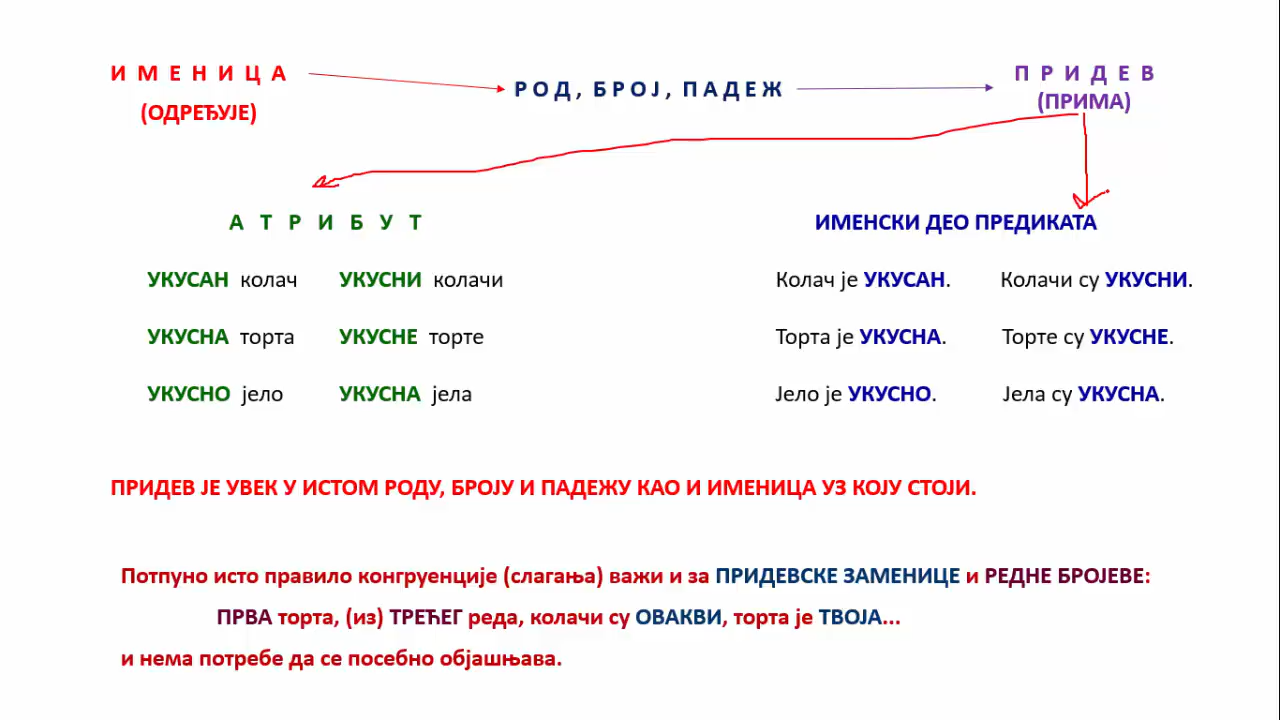 И М Е Н И Ц А
(ОДРЕЂУЈЕ)
РОД, БРОЈ, ПАДЕЖ
П Р И Д Е В
(ПРИМА)
А Т Р И Б У Т
УКУСАН колач УКУСНИ колачи
УКУСНА торта УКУСНЕ торте
УКУСНО јело УКУСНА јела
ИМЕНСКИ ДЕО ПРЕДИКАТА
Колач је УКУСАН. Колачи су УКУСНИ.
Торта је УКУСНА. Торте су УКУСНЕ.
Јело је УКУСНО. Јела су УКУСНА.
ПРИДЕВ ЈЕ УВЕК У ИСТОМ РОДУ, БРОЈУ И ПАДЕЖУ КАО И ИМЕНИЦА УЗ КОЈУ СТОЈИ.
Потпуно исто правило конгруенције (слагања) важи и за ПРИДЕВСКЕ ЗАМЕНИЦЕ и РЕДНЕ БРОЈЕВЕ:
ПРВА торта, (из) ТРЕЋЕГ реда, колачи су ОВАКВИ, торта је ТВОЈА...
и нема потребе да се посебно објашњава.